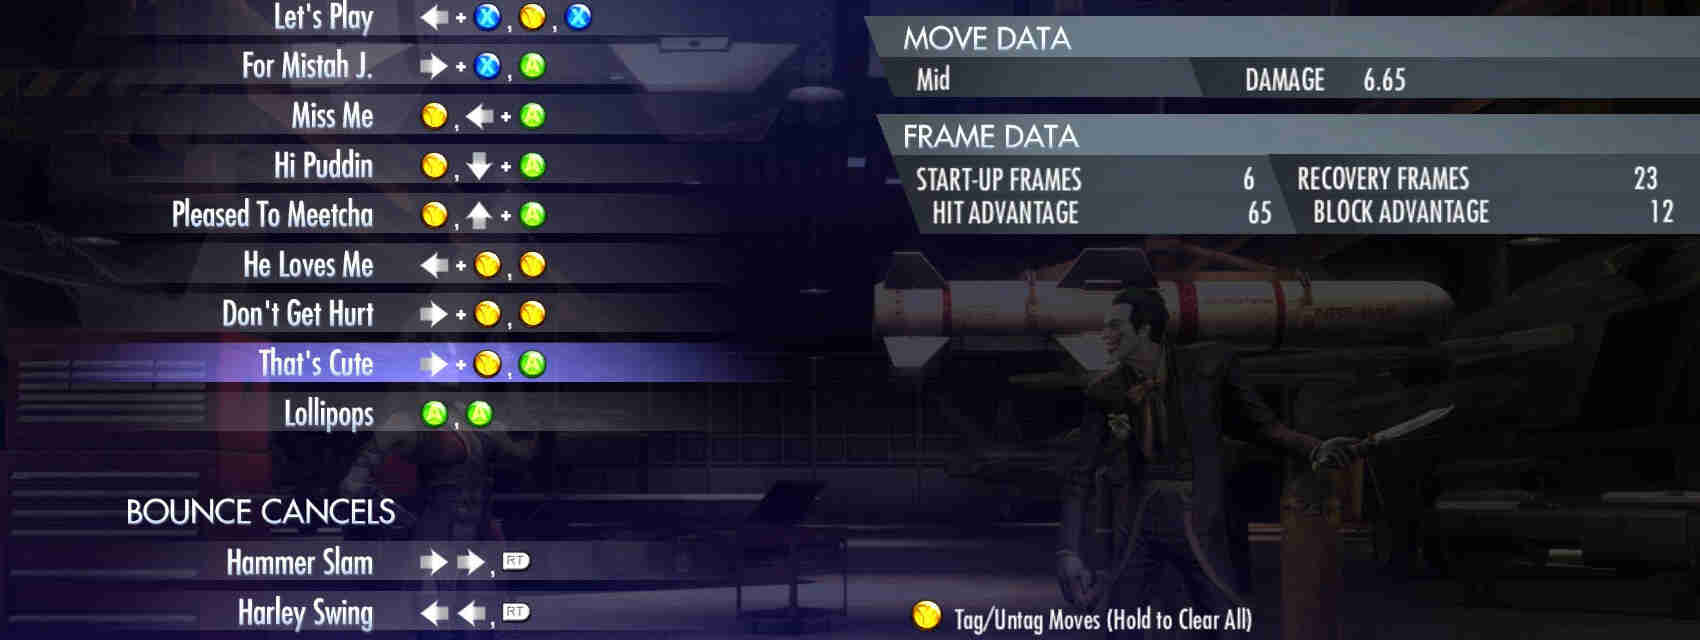 Let's Play + X, Y, X
For Mistah J. + X, A
Miss Me Y, + A
Hi Puddin Y, + A
Pleased To Meetcha Y, + A
He Loves Me + Y, Y
Don't Get Hurt + Y, Y
That's Cute + Y, A
Lollipops A, A
BOUNCE CANCELS
Hammer Slam , RT
Harley Swing , RT
MOVE DATA
Mid DAMAGE 6.65
FRAME DATA
START-UP FRAMES 6 RECOVERY FRAMES 23
HIT ADVANTAGE 65 BLOCK ADVANTAGE 12
Y Tag/Untag Moves (Hold to Clear All)